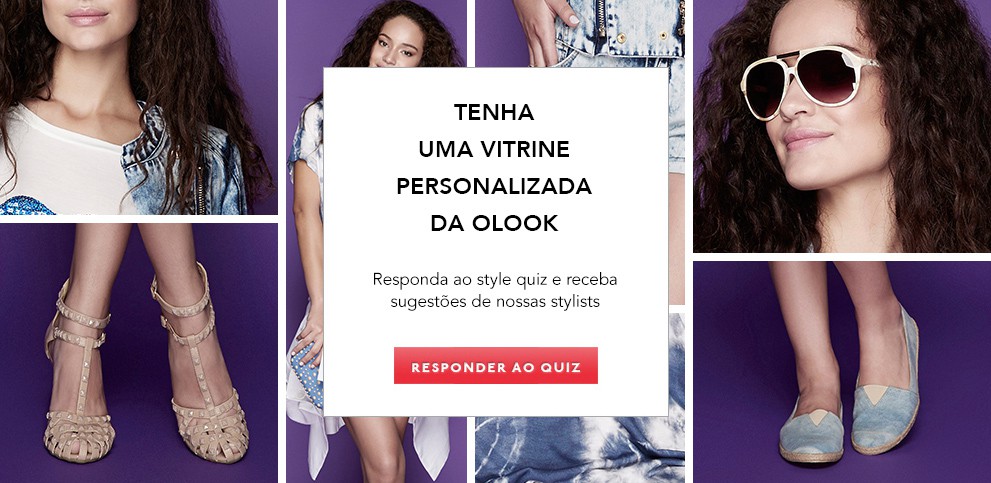 TENHA
UMA VITRINE
PERSONALIZADA
DA OLOOK
Responda ao style quiz e receba
sugestões de nossas stylists
RESPONDER AO QUIZ